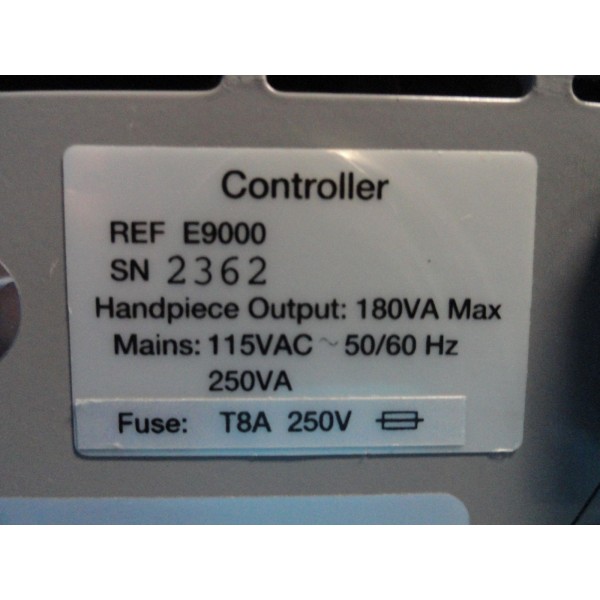 Controller
REF E9000
SN 2362
Handpiece Output: 180VA Max
Mains: 115VAC ~ 50/60 Hz
250VA
Fuse: T8A 250V